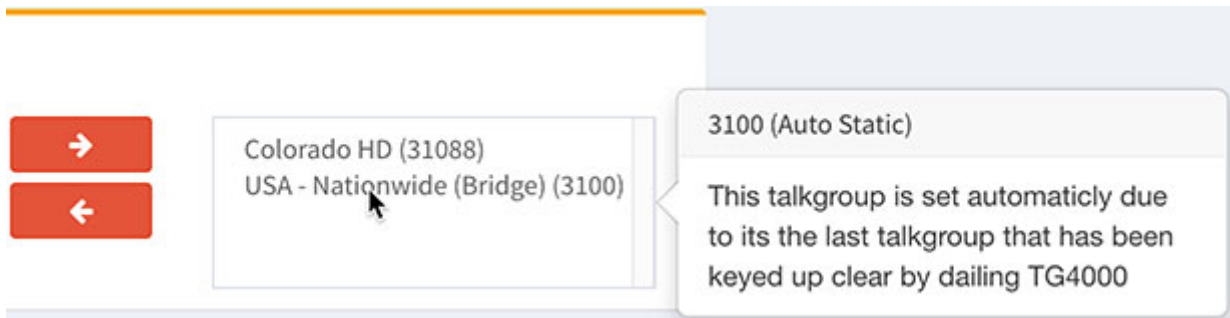 Colorado HD (31088)
USA - Nationwide (Bridge) (3100)
3100 (Auto Static)
This talkgroup is set automaticly due
to its the last talkgroup that has been
keyed up clear by dailing TG4000